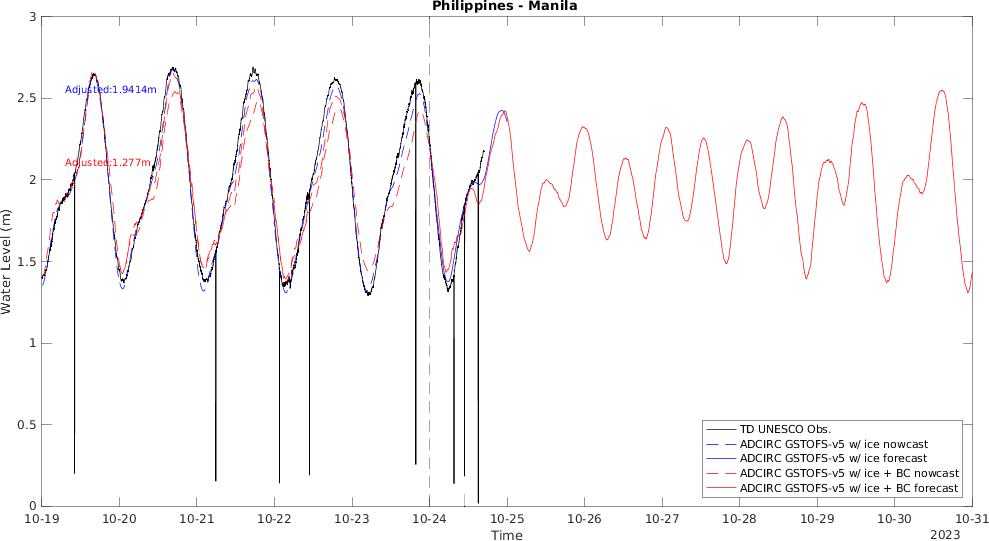 Philippines - Manila
3
2.5
2
1.5
1
0.5
0
Water Level (m)
Adjusted:1.9414m
Adjusted:1.277m
TD UNESCO Obs.
ADCIRC GSTOFS-v5 w/ ice nowcast
ADCIRC GSTOFS-v5 w/ ice forecast
ADCIRC GSTOFS-v5 w/ ice + BC nowcast
ADCIRC GSTOFS-v5 w/ ice + BC forecast
10-19 10-20 10-21 10-22 10-23 10-24 10-25 10-26 10-27 10-28 10-29 10-30 10-31
Time
2023